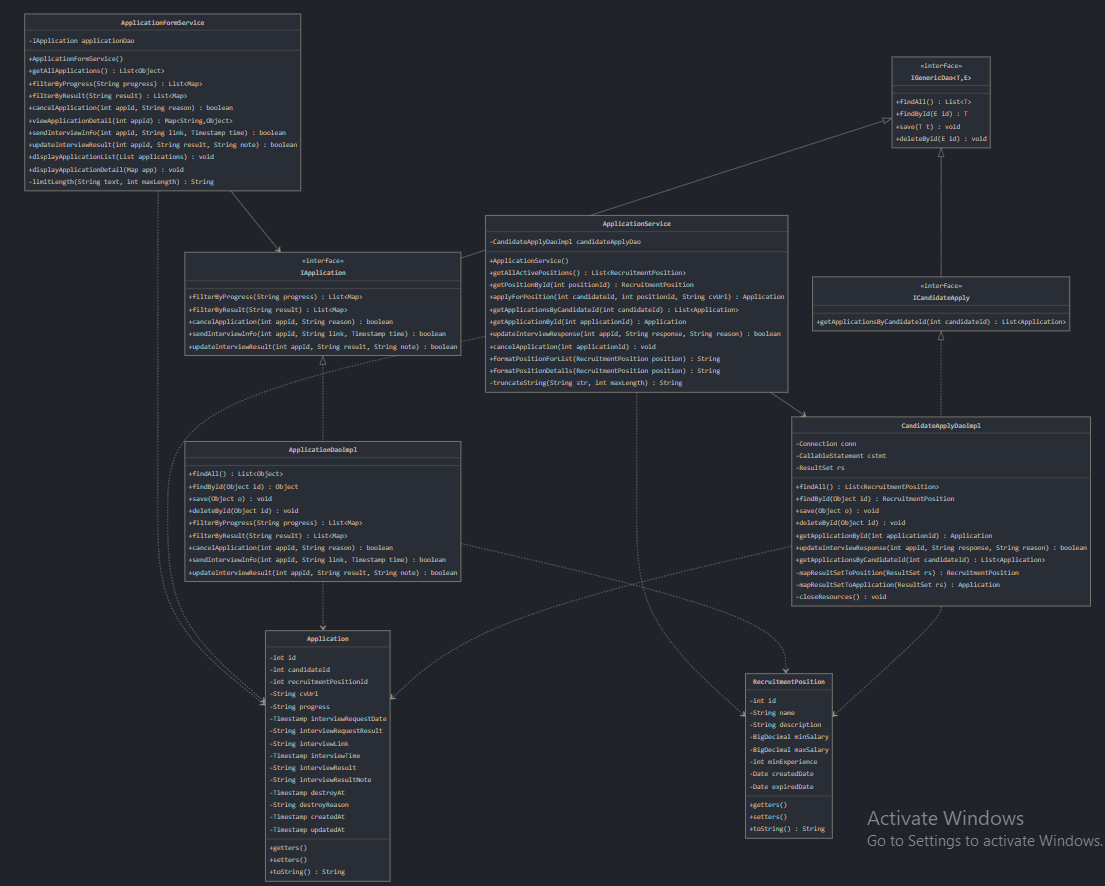 ApplicationFormService
-IApplication applicationDao
+ApplicationFormService()
+getAllApplications() : List<Object>
+filterByProgress(String progress) : List<Map>
+filterByResult(String result) : List<Map>
+cancelApplication(int appId, String reason) : boolean
+viewApplicationDetail(int appId) : Map<String,Object>
+sendInterviewInfo(int appId, String link, Timestamp time) : boolean
+updateInterviewResult(int appId, String result, String note) : boolean
+displayApplicationList(List applications) : void
+displayApplicationDetail(Map app) : void
-limitLength(String text, int maxLength) : String
«interface»
IGenericDao<T,E>
+findAll() : List<T>
+findById(E id) : T
+save(T t) : void
+deleteById(E id) : void
«interface»
IApplication
+filterByProgress(String progress) : List<Map>
+filterByResult(String result) : List<Map>
+cancelApplication(int appId, String reason) : boolean
+sendInterviewInfo(int appId, String link, Timestamp time) : boolean
+updateInterviewResult(int appId, String result, String note) : boolean
ApplicationService
-CandidateApplyDaoImpl candidateApplyDao
+ApplicationService()
+getAllActivePositions() : List<RecruitmentPosition>
+getPositionById(int positionId) : RecruitmentPosition
+applyForPosition(int candidateId, int positionId, String cvUrl) : Application
+getApplicationsByCandidateId(int candidateId) : List<Application>
+getApplicationById(int applicationId) : Application
+updateInterviewResponse(int appId, String response, String reason) : boolean
+cancelApplication(int applicationId) : void
+formatPositionForList(RecruitmentPosition position) : String
+formatPositionDetails(RecruitmentPosition position) : String
-truncateString(String str, int maxLength) : String
«interface»
ICandidateApply
+getApplicationsByCandidateId(int candidateId) : List<Application>
ApplicationDaoImpl
+findAll() : List<Object>
+findById(Object id) : Object
+save(Object o) : void
+deleteById(Object id) : void
+filterByProgress(String progress) : List<Map>
+filterByResult(String result) : List<Map>
+cancelApplication(int appId, String reason) : boolean
+sendInterviewInfo(int appId, String link, Timestamp time) : boolean
+updateInterviewResult(int appId, String result, String note) : boolean
CandidateApplyDaoImpl
-Connection conn
-CallableStatement cstmt
-ResultSet rs
+findAll() : List<RecruitmentPosition>
+findById(Object id) : RecruitmentPosition
+save(Object o) : void
+deleteById(Object id) : void
+getApplicationById(int applicationId) : Application
+updateInterviewResponse(int appId, String response, String reason) : boolean
+getApplicationsByCandidateId(int candidateId) : List<Application>
-mapResultSetToPosition(ResultSet rs) : RecruitmentPosition
-mapResultSetToApplication(ResultSet rs) : Application
-closeResources() : void
Application
-int id
-int candidateId
-int recruitmentPositionId
-String cvUrl
-String progress
-Timestamp interviewRequestDate
-String interviewRequestResult
-String interviewLink
-Timestamp interviewTime
-String interviewResult
-String interviewResultNote
-Timestamp destroyAt
-String destroyReason
-Timestamp createdAt
-Timestamp updatedAt
+getters()
+setters()
+toString() : String
RecruitmentPosition
-int id
-String name
-String description
-BigDecimal minSalary
-BigDecimal maxSalary
-int minExperience
-Date createdDate
-Date expiredDate
+getters()
+setters()
+toString() : String
Activate Windows
Go to Settings to activate Windows.